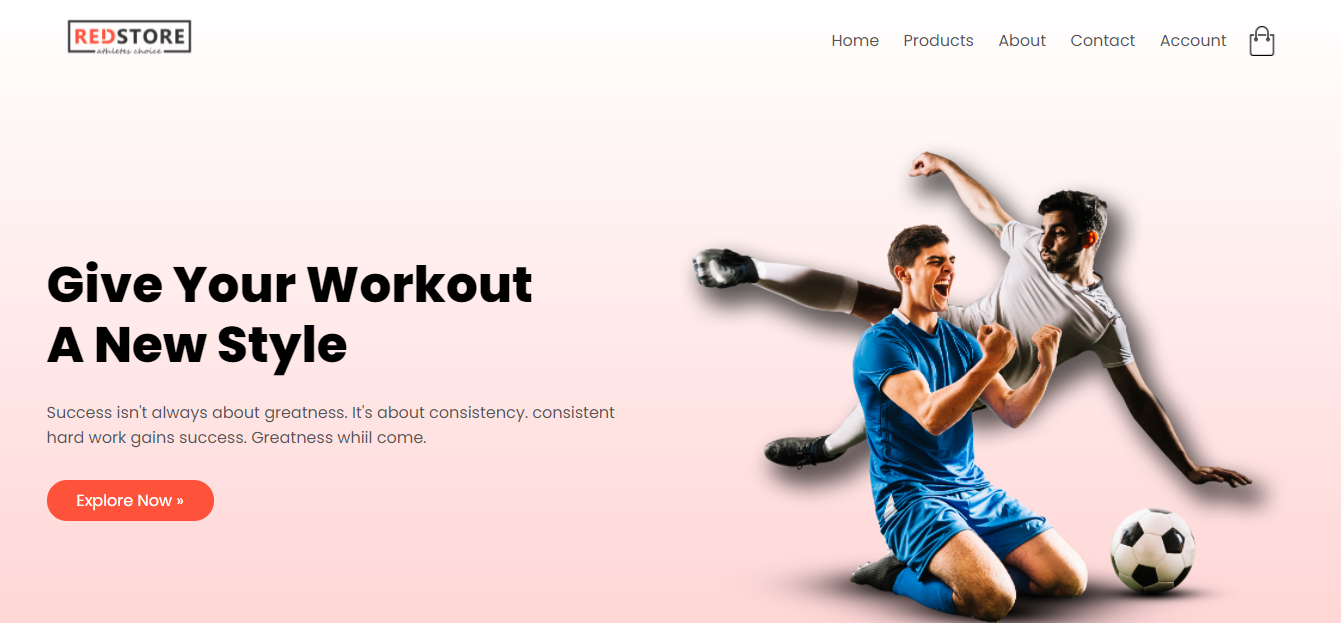 REDSTORE
athletes choice
Home Products About Contact Account
Give Your Workout
A New Style
Success isn't always about greatness. It's about consistency. consistent
hard work gains success. Greatness whiil come.
Explore Now »